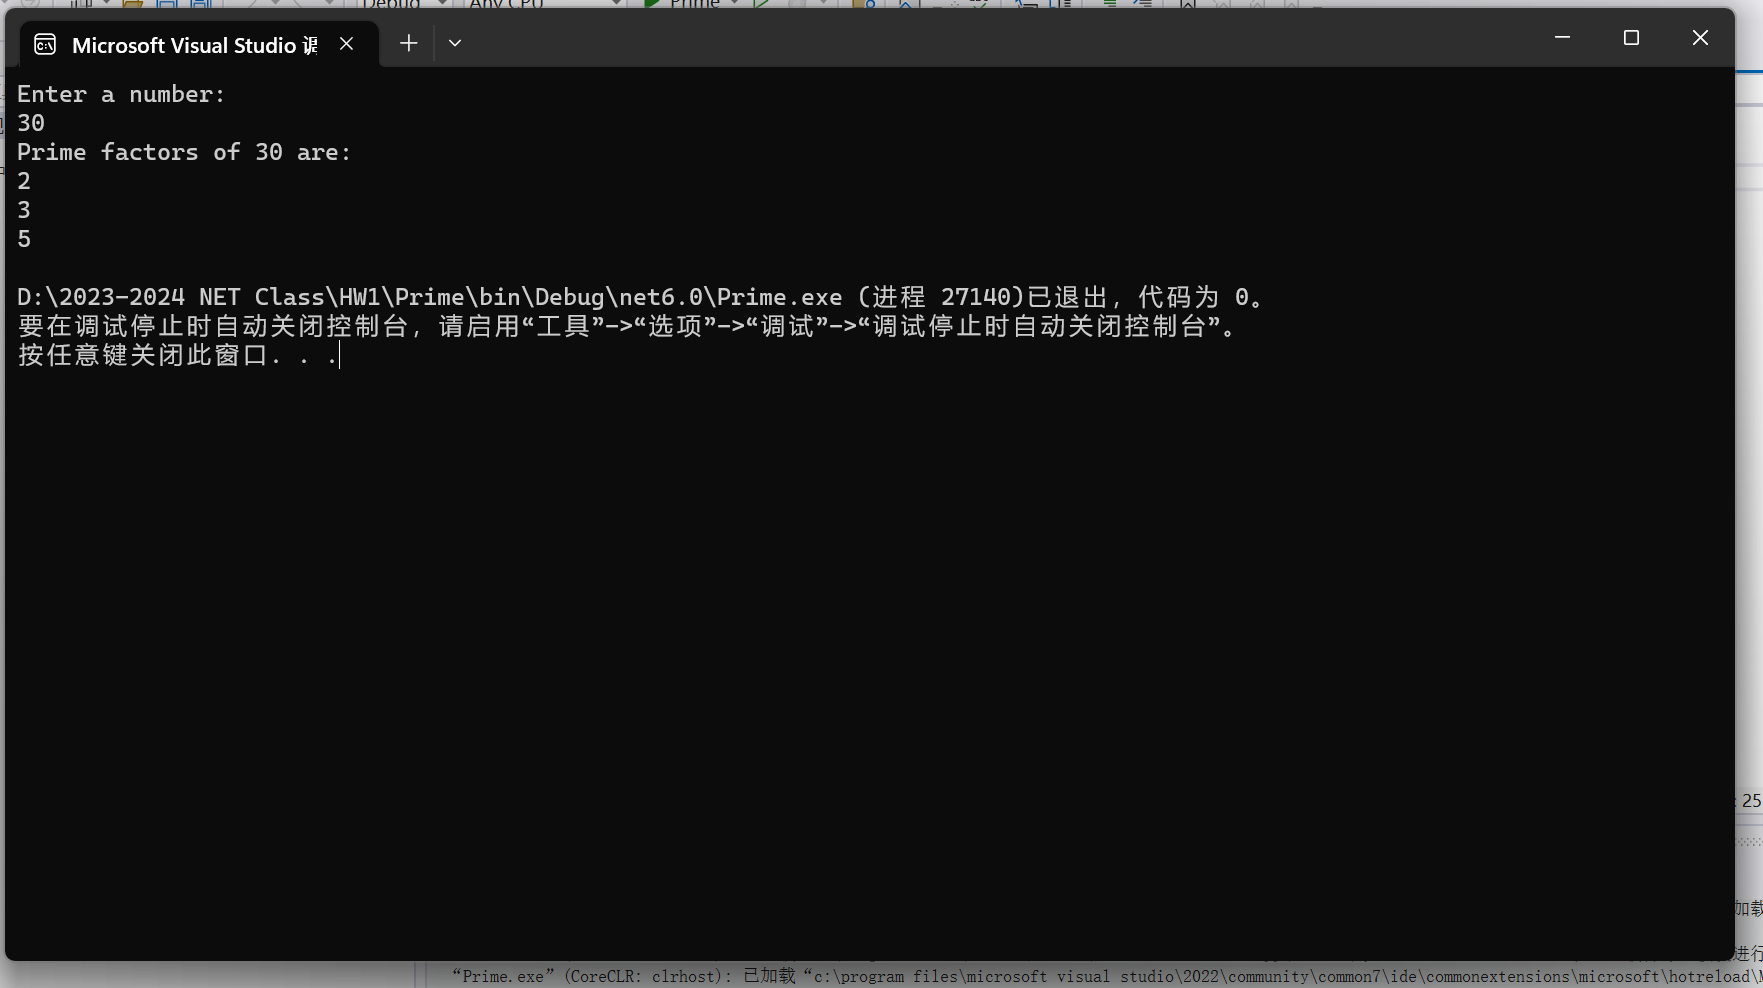 Debug Any CPU Prime
Microsoft Visual Studio
Enter a number:
30
Prime factors of 30 are:
2
3
5
D:\2023-2024 NET Class\HW1\Prime\bin\Debug\net6.0\Prime.exe (进程 27140)已退出，代码为 0。
要在调试停止时自动关闭控制台，请启用“工具”->“选项”->“调试”->“调试停止时自动关闭控制台”。
按任意键关闭此窗口. . .
25
加载
进行
“Prime.exe”(CoreCLR: clrhost): 已加载“c:\program files\microsoft visual studio\2022\community\common7\ide\commonextensions\microsoft\hotreload\